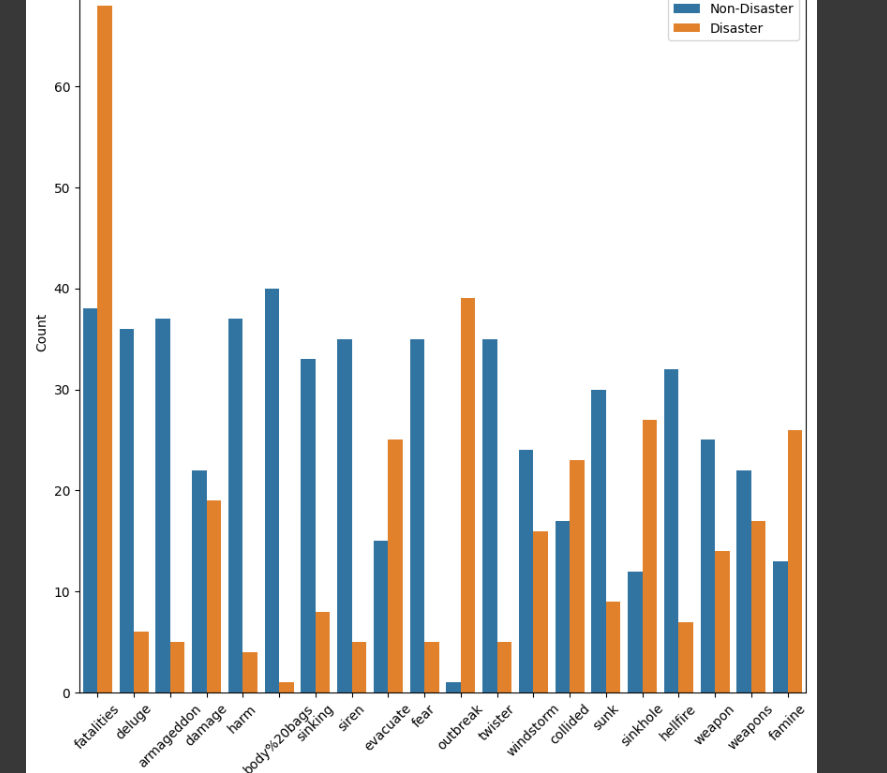 Non-Disaster
Disaster
60
50
40
30
20
10
0
Count
fatalities
deluge
armageddon
damage
harm
body%20bags
sinking
siren
evacuate
fear
outbreak
twister
windstorm
collided
sunk
sinkhole
hellfire
weapon
weapons
famine